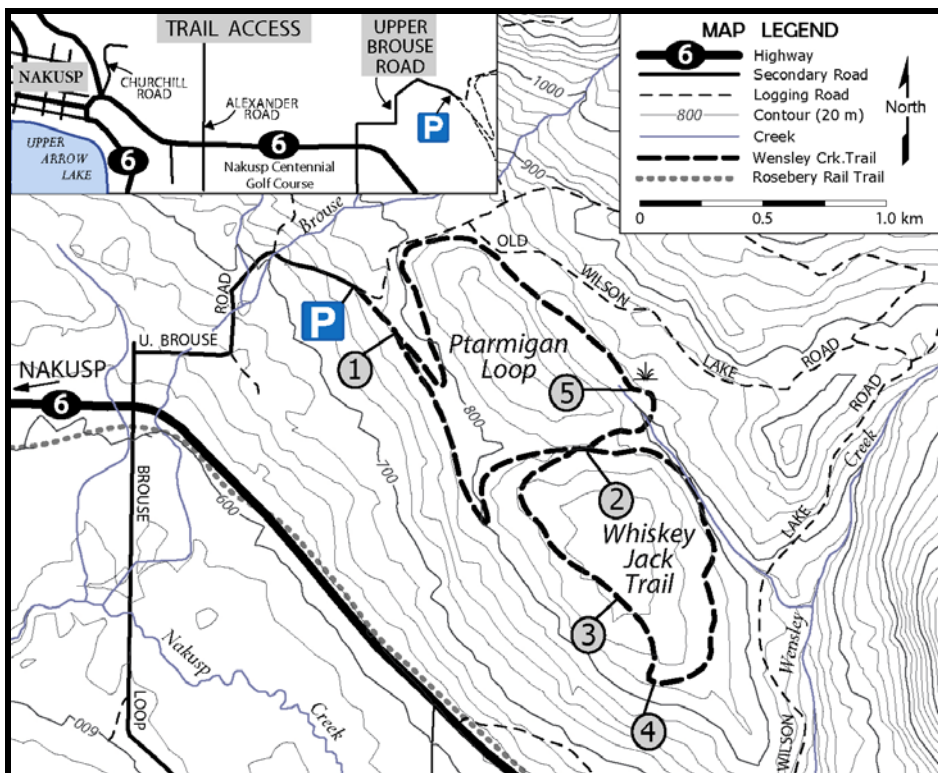 TRAIL ACCESS
UPPER
BROUSE
ROAD
NAKUSP
CHURCHILL
ROAD
ALEXANDER
ROAD
P
UPPER
ARROW
LAKE
6
6
Nakusp Centennial
Golf Course
MAP LEGEND
6 Highway
Secondary Road
Logging Road
800 Contour (20 m)
Creek
Wensley Crk.Trail
Rosebery Rail Trail
North
0 0.5 1.0 km
1000
900
Brouse
OLD WILSON LAKE ROAD
ROAD
P
U. BROUSE
1
Ptarmigan
Loop
5
NAKUSP
6
800
700
600
2
Whiskey
Jack
Trail
3
4
BROUSE
LOOP
Nakusp
Creek
600
Creek
Wensley
WILSON LAKE ROAD